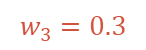 w₃ = 0.3